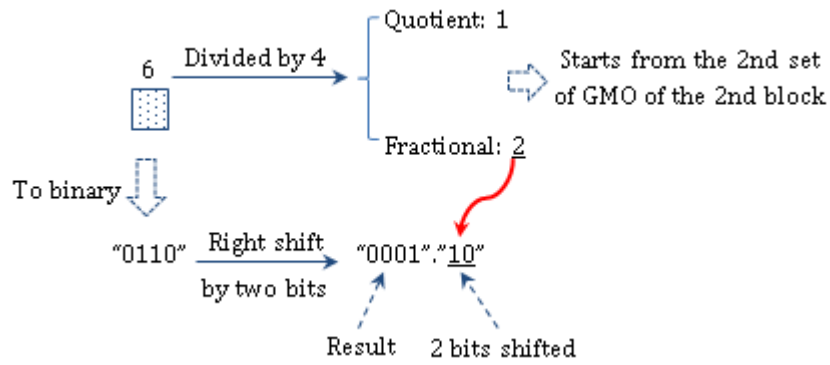 Quotient: 1
6
Divided by 4
Starts from the 2nd set
of GMO of the 2nd block
Fractional: 2
To binary
“0110”
Right shift
by two bits
“0001”.“10”
Result
2 bits shifted